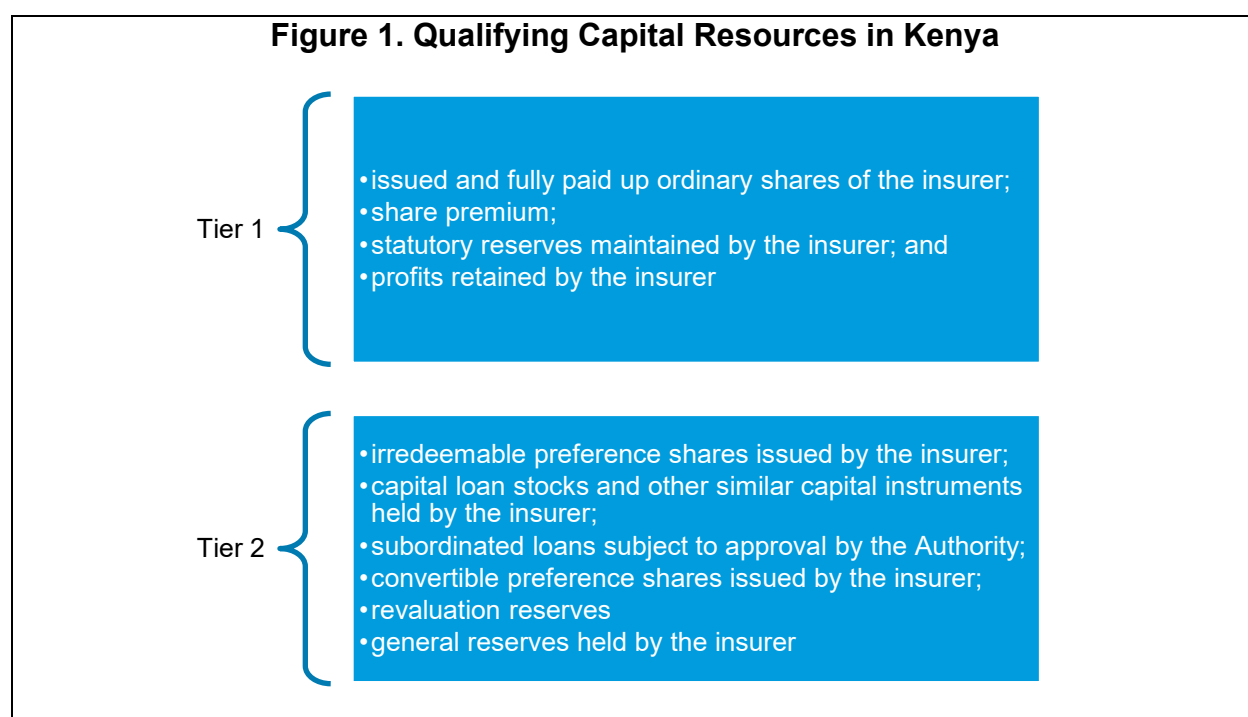 Figure 1. Qualifying Capital Resources in Kenya
Tier 1
•issued and fully paid up ordinary shares of the insurer;
•share premium;
•statutory reserves maintained by the insurer; and
•profits retained by the insurer
Tier 2
•irredeemable preference shares issued by the insurer;
•capital loan stocks and other similar capital instruments
held by the insurer;
•subordinated loans subject to approval by the Authority;
•convertible preference shares issued by the insurer;
•revaluation reserves
•general reserves held by the insurer